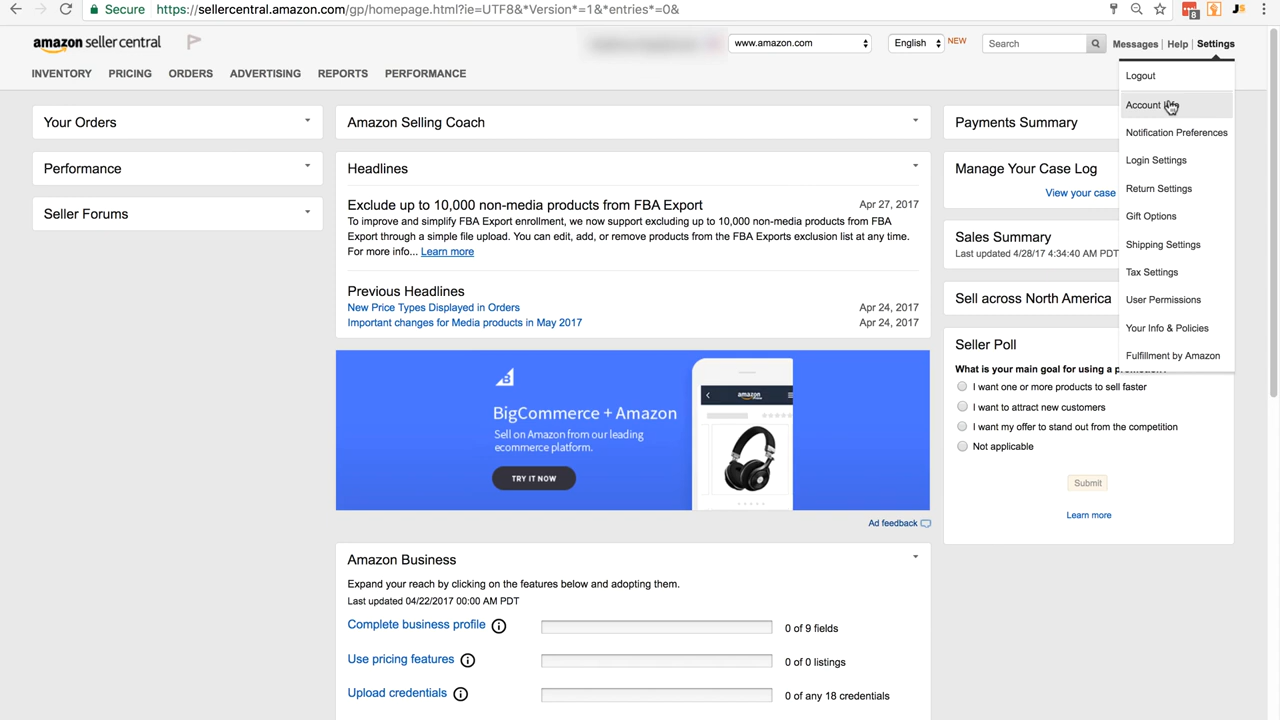 Secure https://sellercentral.amazon.com/gp/homepage.html?ie=UTF8&*Version*=1&*entries*=0&
8
JS
amazon seller central
www.amazon.com
English
NEW
Search
Messages | Help | Settings
INVENTORY PRICING ORDERS ADVERTISING REPORTS PERFORMANCE
Logout
Account
Notification Preferences
Login Settings
Return Settings
Gift Options
Shipping Settings
Tax Settings
User Permissions
Your Info & Policies
Fulfillment by Amazon
Your Orders
Performance
Seller Forums
Amazon Selling Coach
Headlines
Exclude up to 10,000 non-media products from FBA Export Apr 27, 2017
To improve and simplify FBA Export enrollment, we now support excluding up to 10,000 non-media products from FBA
Export through a simple file upload. You can edit, add, or remove products from the FBA Exports exclusion list at any time.
For more info... Learn more
Previous Headlines
New Price Types Displayed in Orders Apr 24, 2017
Important changes for Media products in May 2017 Apr 24, 2017
BigCommerce + Amazon
Sell on Amazon from our leading
ecommerce platform.
TRY IT NOW
amazon
Ad feedback
Amazon Business
Expand your reach by clicking on the features below and adopting them.
Last updated 04/22/2017 00:00 AM PDT
Complete business profile 0 of 9 fields
Use pricing features 0 of 0 listings
Upload credentials 0 of any 18 credentials
Payments Summary
Manage Your Case Log
View your case
Sales Summary
Last updated 4/28/17 4:34:40 AM PDT
Sell across North America
Seller Poll
What is your main goal for using a promotion?
I want one or more products to sell faster
I want to attract new customers
I want my offer to stand out from the competition
Not applicable
Submit
Learn more